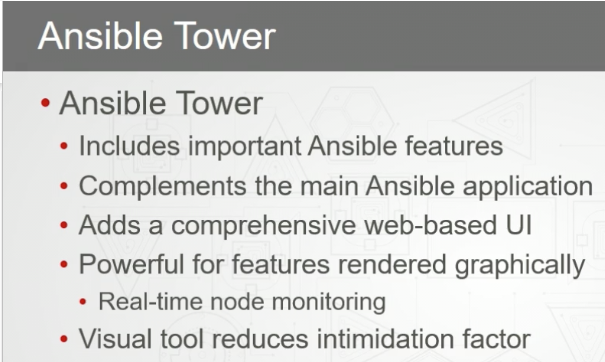 Ansible Tower
• Ansible Tower
• Includes important Ansible features
• Complements the main Ansible application
• Adds a comprehensive web-based UI
• Powerful for features rendered graphically
• Real-time node monitoring
• Visual tool reduces intimidation factor